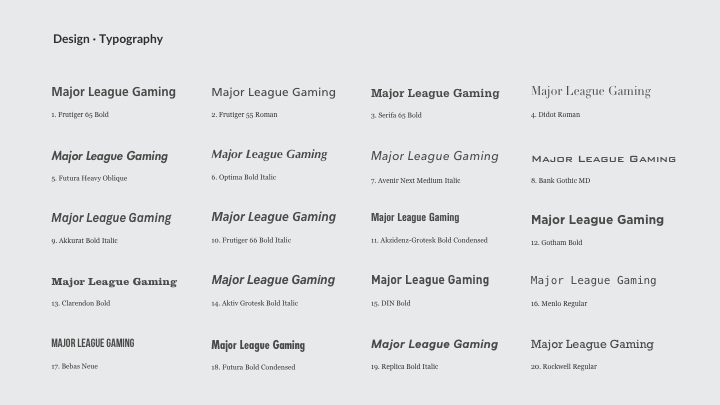 Design · Typography
Major League Gaming
1. Frutiger 65 Bold
Major League Gaming
2. Frutiger 55 Roman
Major League Gaming
3. Serifa 65 Bold
Major League Gaming
4. Didot Roman
Major League Gaming
5. Futura Heavy Oblique
Major League Gaming
6. Optima Bold Italic
Major League Gaming
7. Avenir Next Medium Italic
Major League Gaming
8. Bank Gothic MD
Major League Gaming
9. Akkurat Bold Italic
Major League Gaming
10. Frutiger 66 Bold Italic
Major League Gaming
11. Akzidenz-Grotesk Bold Condensed
Major League Gaming
12. Gotham Bold
Major League Gaming
13. Clarendon Bold
Major League Gaming
14. Aktiv Grotesk Bold Italic
Major League Gaming
15. DIN Bold
Major League Gaming
16. Menlo Regular
MAJOR LEAGUE GAMING
17. Bebas Neue
Major League Gaming
18. Futura Bold Condensed
Major League Gaming
19. Replica Bold Italic
Major League Gaming
20. Rockwell Regular